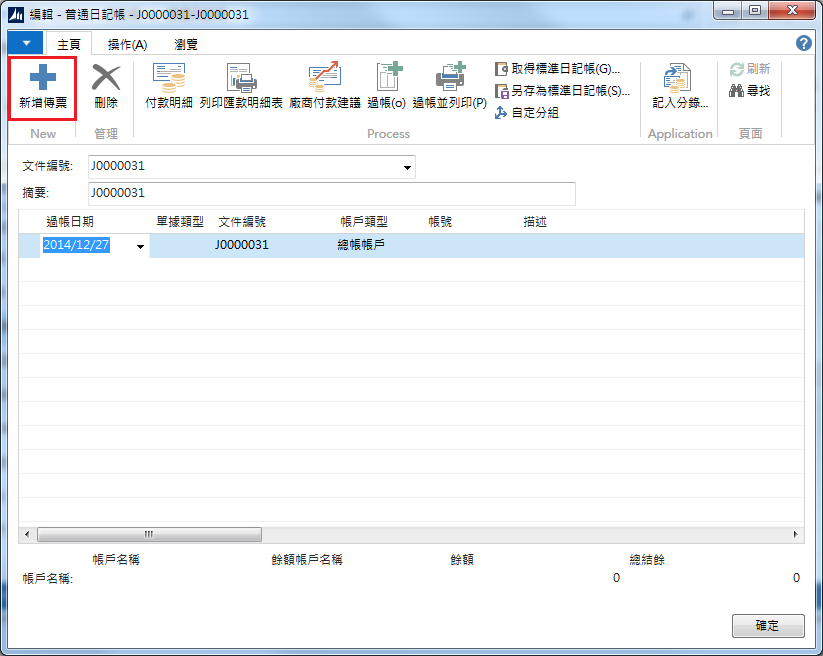 編輯 - 普通日記帳 - J0000031-J0000031
主頁 操作(A) 瀏覽
新增傳票 刪除 付款明細 列印匯款明細表 廠商付款建議 過帳(o) 過帳並列印(P) 取得標準日記帳(G)... 另存為標準日記帳(S)... 自定分組 記入分錄... 刷新 尋找
New 管理 Process Application 頁面
文件編號: J0000031
摘要: J0000031
過帳日期 單據類型 文件編號 帳戶類型 帳號 描述
2014/12/27 J0000031 總帳帳戶
帳戶名稱 餘額帳戶名稱 餘額 總結餘
帳戶名稱: 0 0
確定